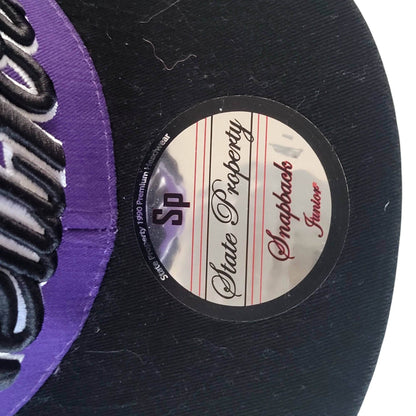 State Property 1990 Premium Headwear
Sp
State Property
Snapback
Junior